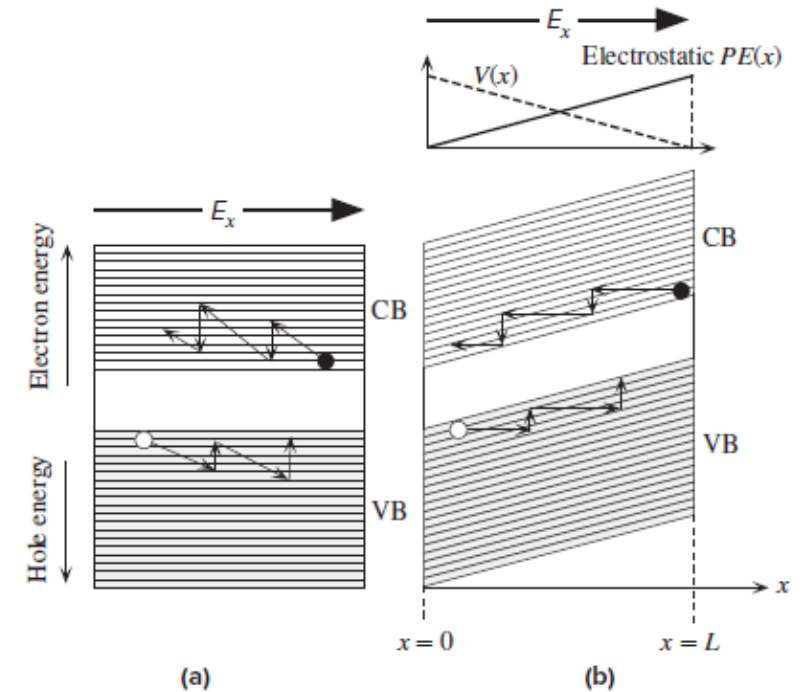 E_x
Electrostatic PE(x)
V(x)
E_x
Electron energy
Hole energy
CB
VB
CB
VB
x
x = 0
x = L
(a)
(b)